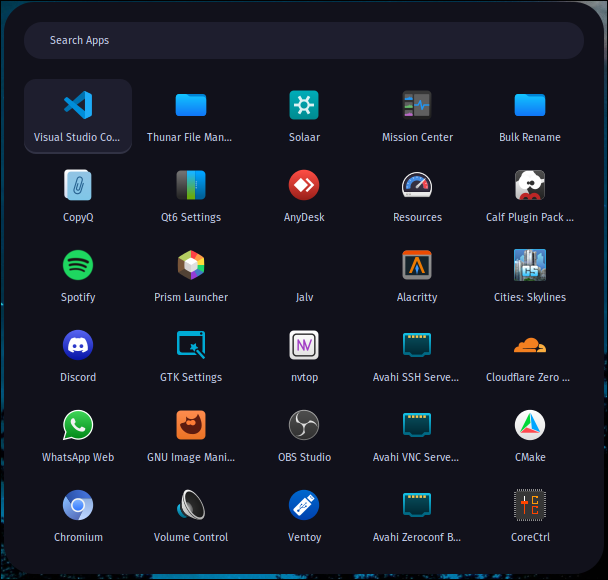 Search Apps
Visual Studio Co...
Thunar File Man...
Solaar
Mission Center
Bulk Rename
CopyQ
Qt6 Settings
AnyDesk
Resources
Calf Plugin Pack ...
Spotify
Prism Launcher
Jalv
Alacritty
CS
Cities: Skylines
Discord
GTK Settings
NV
nvtop
Avahi SSH Serve...
Cloudflare Zero ...
WhatsApp Web
GNU Image Mani...
OBS Studio
Avahi VNC Serve...
CMake
Chromium
Volume Control
Ventoy
Avahi Zeroconf B...
CoreCtrl